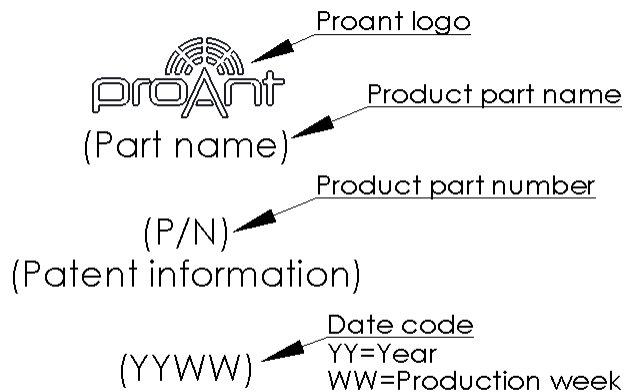 Proant logo
proAnt
Product part name
(Part name)
Product part number
(P/N)
(Patent information)
Date code
(YYWW)
YY=Year
WW=Production week